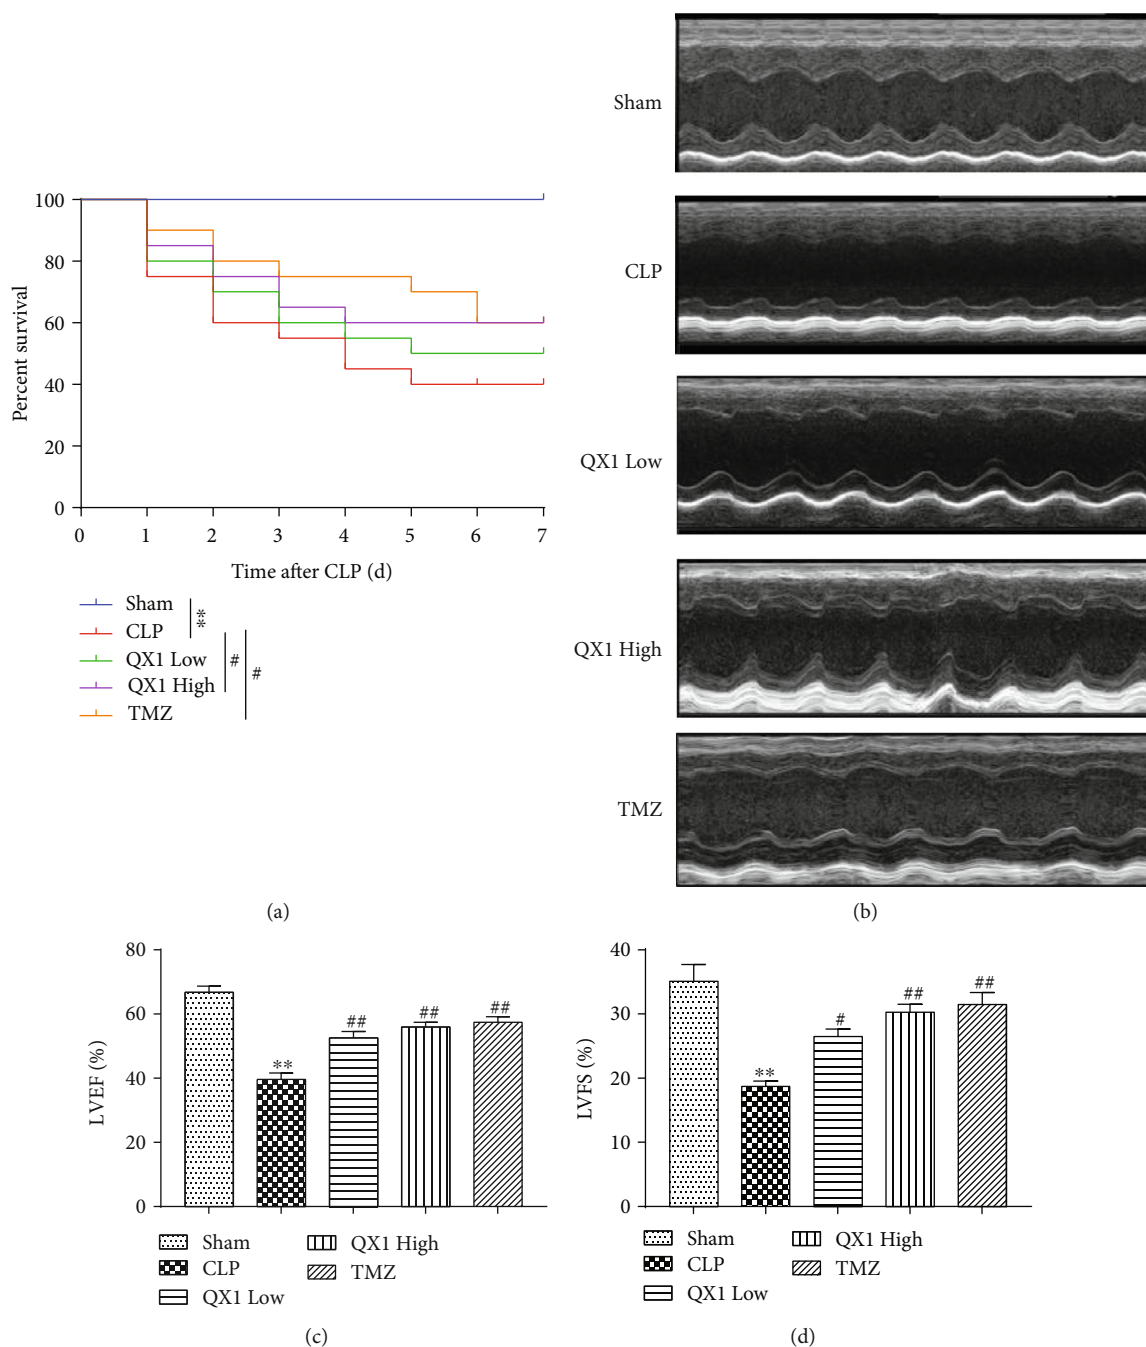 Sham
CLP
QX1 Low
QX1 High
TMZ
Percent survival
100
80
60
40
20
0
0 1 2 3 4 5 6 7
Time after CLP (d)
Sham
CLP
QX1 Low
QX1 High
TMZ
**
#
#
(a)
(b)
LVEF (%)
80
60
40
20
0
**
##
##
##
Sham
CLP
QX1 Low
QX1 High
TMZ
(c)
LVFS (%)
40
30
20
10
0
**
#
##
##
Sham
CLP
QX1 Low
QX1 High
TMZ
(d)